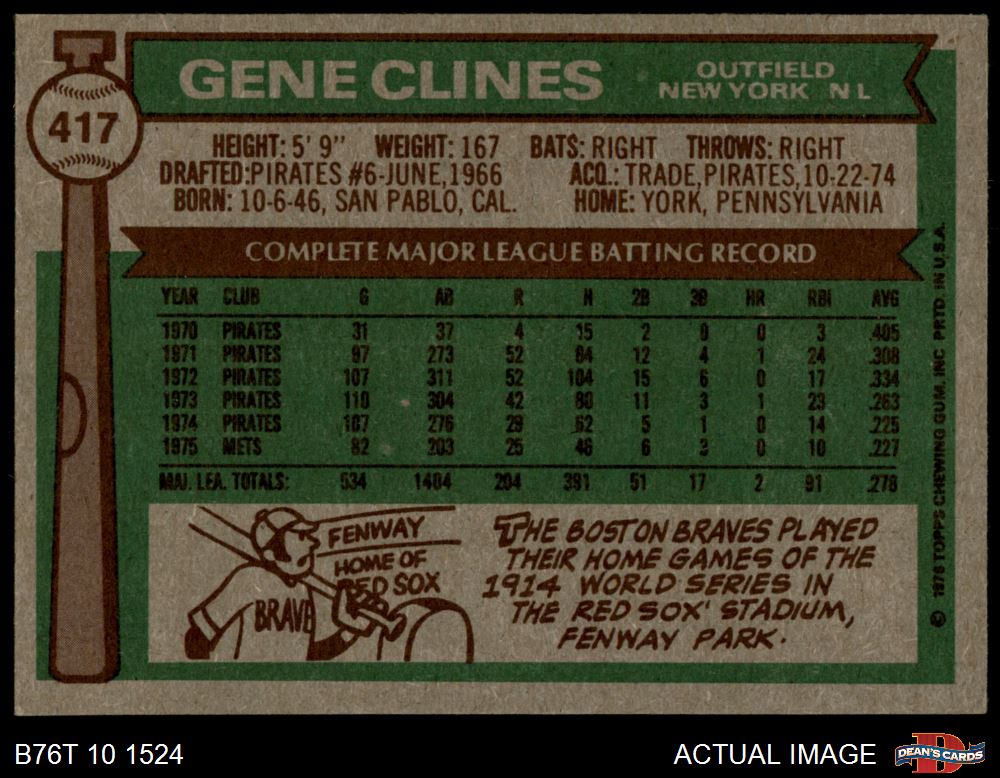 GENE CLINES
OUTFIELD
NEW YORK N L
417
HEIGHT: 5' 9" WEIGHT: 167 BATS: RIGHT THROWS: RIGHT
DRAFTED: PIRATES #6-JUNE, 1966 ACQ.: TRADE, PIRATES, 10-22-74
BORN: 10-6-46, SAN PABLO, CAL. HOME: YORK, PENNSYLVANIA
COMPLETE MAJOR LEAGUE BATTING RECORD
YEAR CLUB G AB R H 2B 3B HR RBI AVG
1970 PIRATES 31 37 4 15 2 0 0 3 .405
1971 PIRATES 97 273 52 84 12 4 1 24 .308
1972 PIRATES 107 311 52 104 15 6 0 17 .334
1973 PIRATES 110 304 42 80 11 3 1 23 .263
1974 PIRATES 107 276 29 62 5 1 0 14 .225
1975 METS 82 203 25 46 6 3 0 10 .227
MAJ. LEA. TOTALS: 534 1404 204 391 51 17 2 91 .278
FENWAY
HOME OF
RED SOX
BRAVE
THE BOSTON BRAVES PLAYED
THEIR HOME GAMES OF THE
1914 WORLD SERIES IN
THE RED SOX' STADIUM,
FENWAY PARK.
© 1976 TOPPS CHEWING GUM, INC. PRTD. IN U.S.A.
B76T 10 1524
ACTUAL IMAGE
DEAN'S CARDS